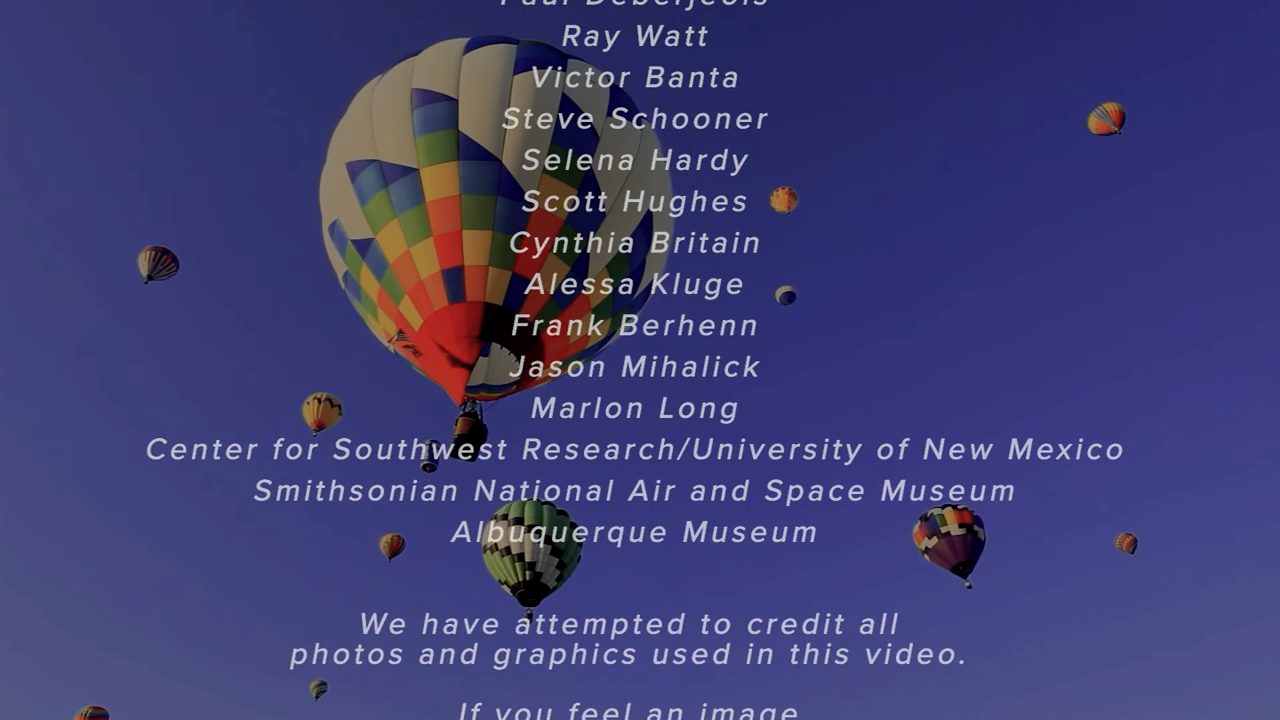 Paul Deberjeois
Ray Watt
Victor Banta
Steve Schooner
Selena Hardy
Scott Hughes
Cynthia Britain
Alessa Kluge
Frank Berhenn
Jason Mihalick
Marlon Long
Center for Southwest Research/University of New Mexico
Smithsonian National Air and Space Museum
Albuquerque Museum
We have attempted to credit all
photos and graphics used in this video.
If you feel an image